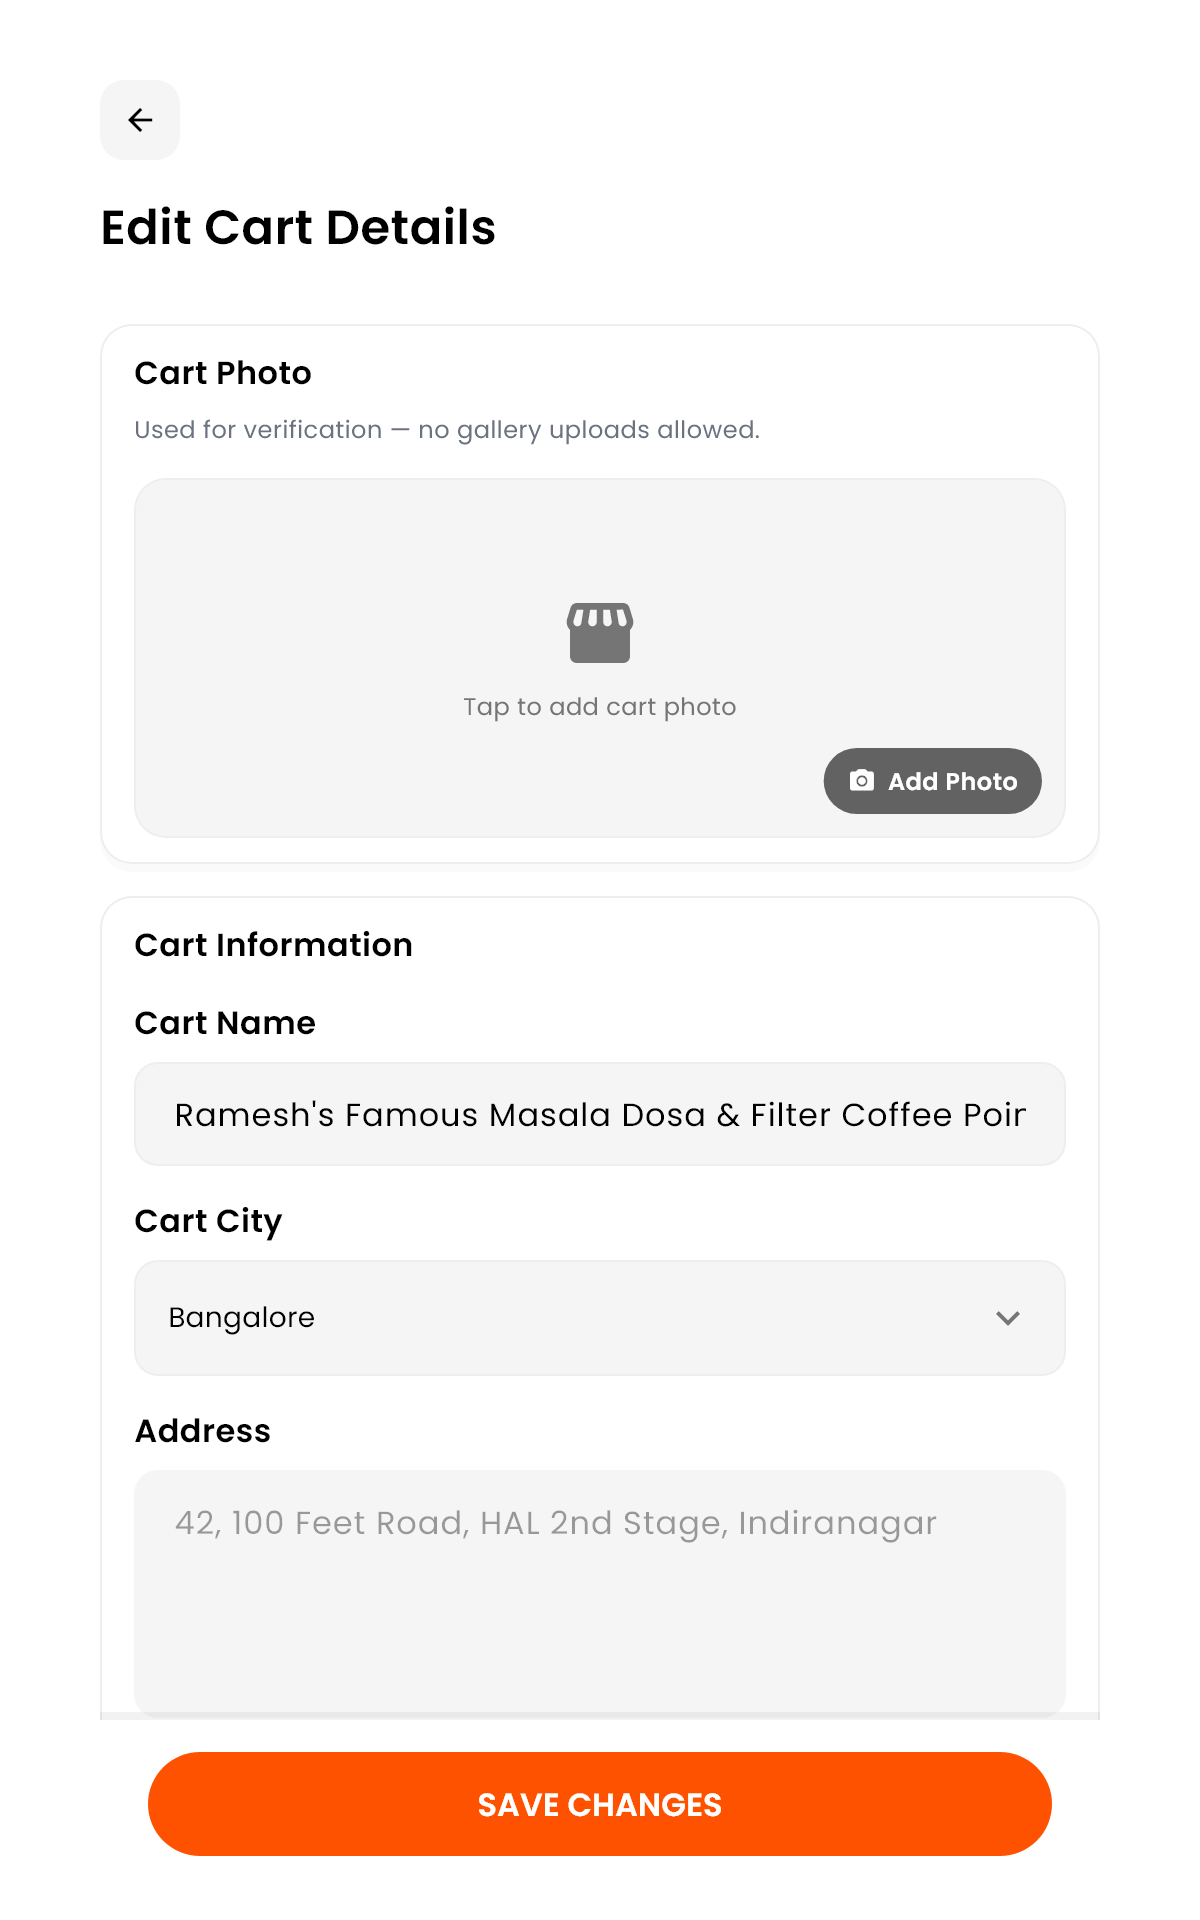 Edit Cart Details
Cart Photo
Used for verification — no gallery uploads allowed.
Tap to add cart photo
Add Photo
Cart Information
Cart Name
Ramesh's Famous Masala Dosa & Filter Coffee
Cart City
Bangalore
Address
42, 100 Feet Road, HAL 2nd Stage, Indiranagar
SAVE CHANGES